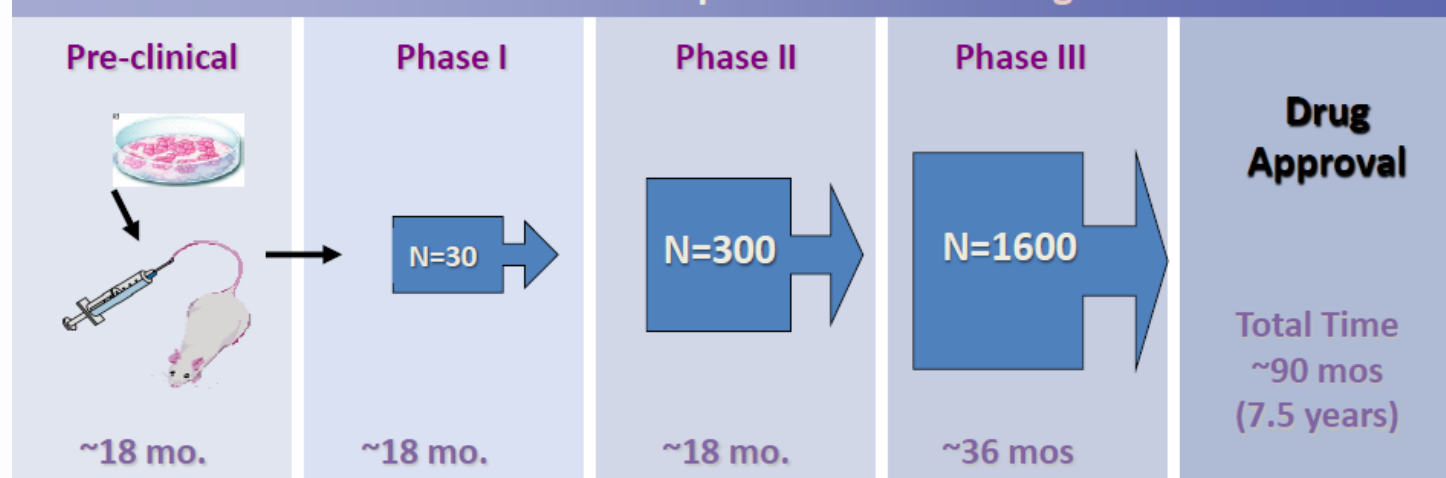 Pre-clinical
~18 mo.
Phase I
N=30
~18 mo.
Phase II
N=300
~18 mo.
Phase III
N=1600
~36 mos
Drug
Approval
Total Time
~90 mos
(7.5 years)